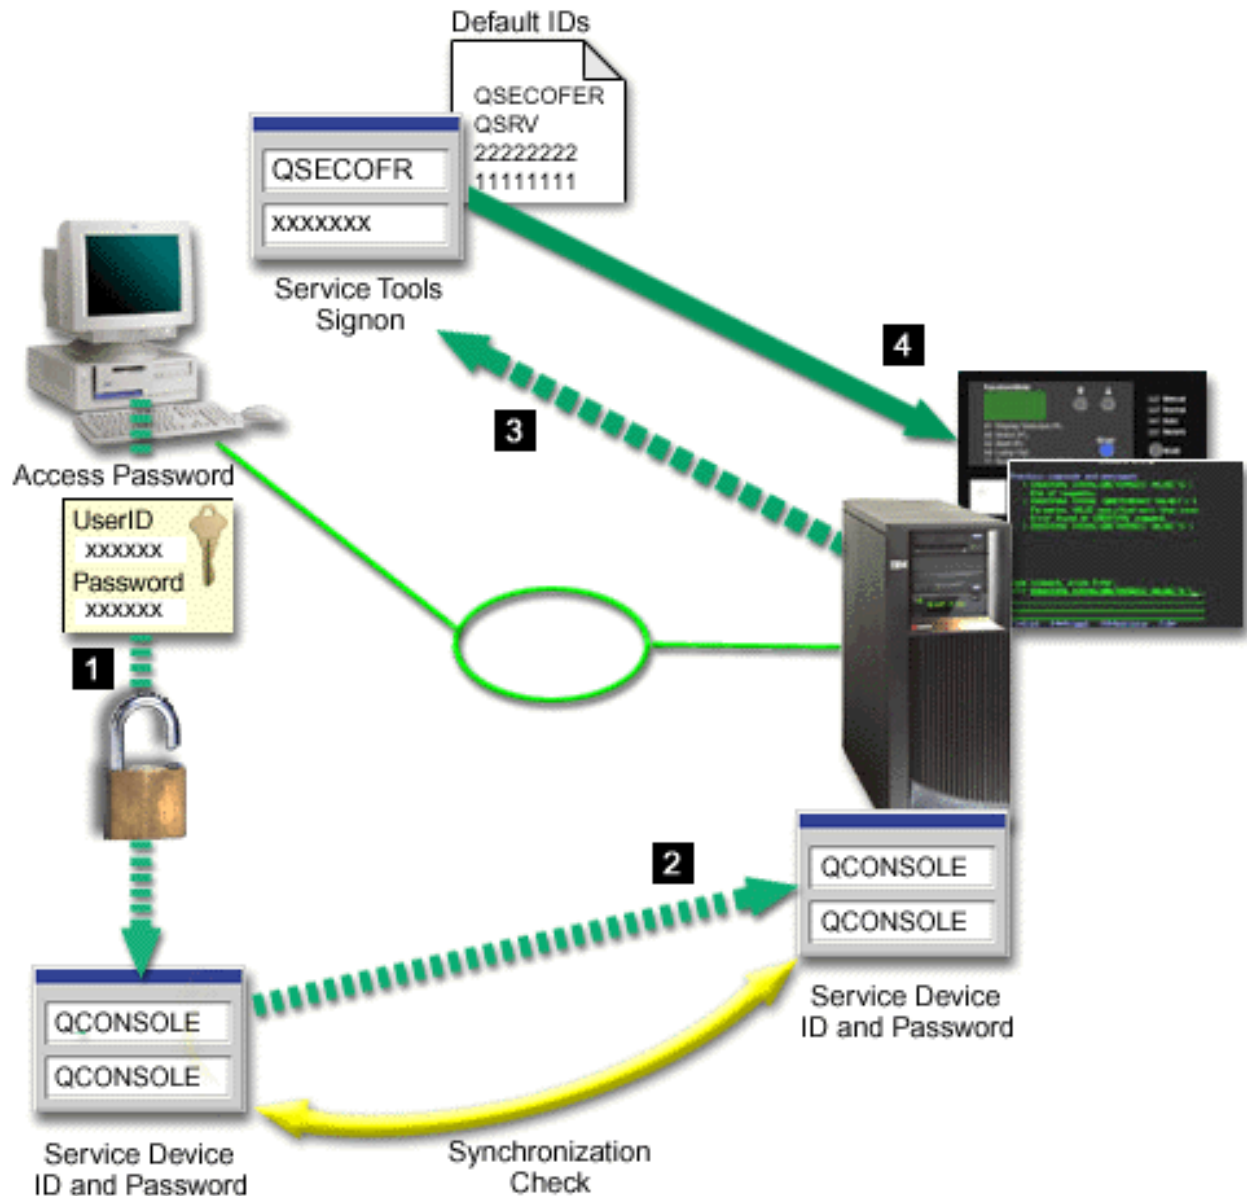 Default IDs
QSECOFER
QSRV
22222222
11111111
QSECOFR
xxxxxxx
Service Tools
Signon
4
3
Access Password
UserID
xxxxxx
Password
xxxxxx
1
IBM
2
QCONSOLE
QCONSOLE
Service Device
ID and Password
QCONSOLE
QCONSOLE
Service Device
ID and Password
Synchronization
Check